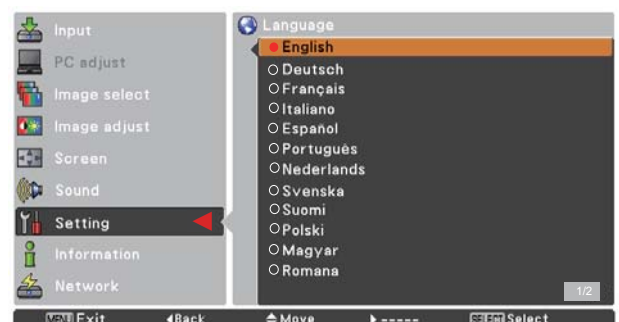 Input
PC adjust
Image select
Image adjust
Screen
Sound
Setting
Information
Network
Language
English
Deutsch
Français
Italiano
Español
Português
Nederlands
Svenska
Suomi
Polski
Magyar
Romana
1/2
MENU Exit ◄Back ▲▼Move ►----- SELECT Select